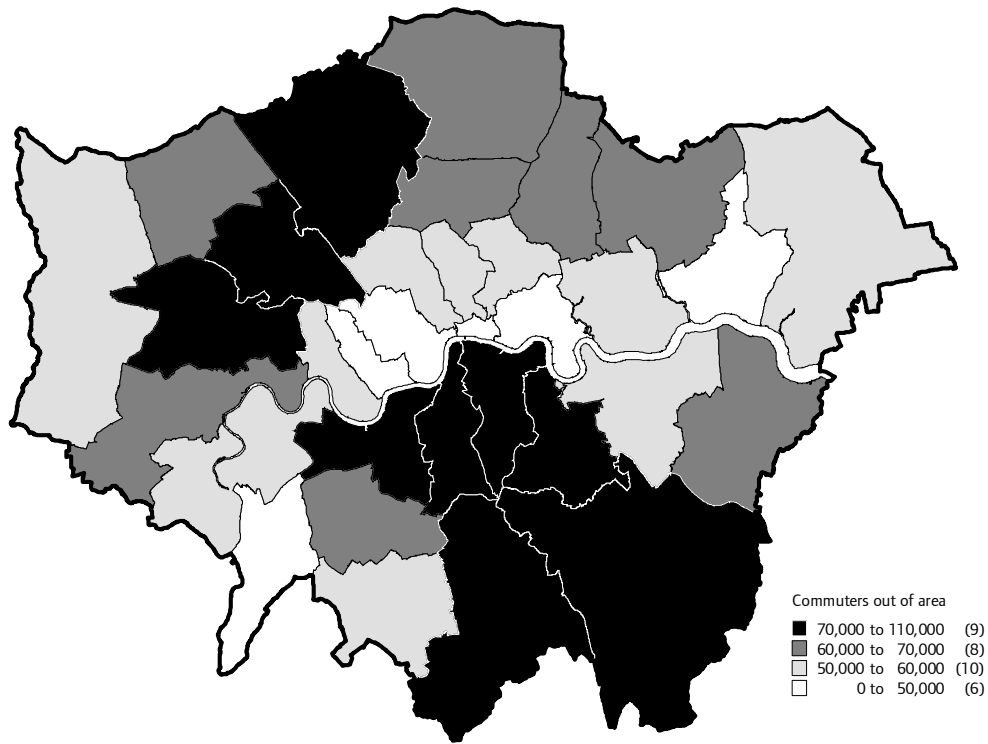 Commuters out of area
70,000 to 110,000 (9)
60,000 to 70,000 (8)
50,000 to 60,000 (10)
0 to 50,000 (6)